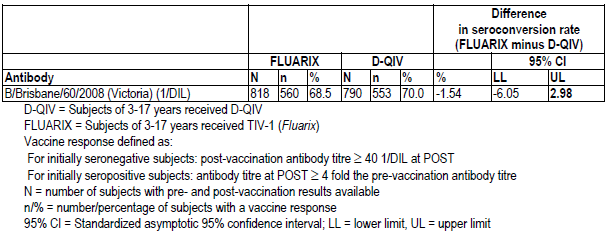 Difference
in seroconversion rate
(FLUARIX minus D-QIV)
FLUARIX D-QIV 95% CI
Antibody N n % N n % % LL UL
B/Brisbane/60/2008 (Victoria) (1/DIL) 818 560 68.5 790 553 70.0 -1.54 -6.05 2.98
D-QIV = Subjects of 3-17 years received D-QIV
FLUARIX = Subjects of 3-17 years received TIV-1 (Fluarix)
Vaccine response defined as:
For initially seronegative subjects: post-vaccination antibody titre ≥ 40 1/DIL at POST
For initially seropositive subjects: antibody titre at POST ≥ 4 fold the pre-vaccination antibody titre
N = number of subjects with pre- and post-vaccination results available
n/% = number/percentage of subjects with a vaccine response
95% CI = Standardized asymptotic 95% confidence interval; LL = lower limit, UL = upper limit